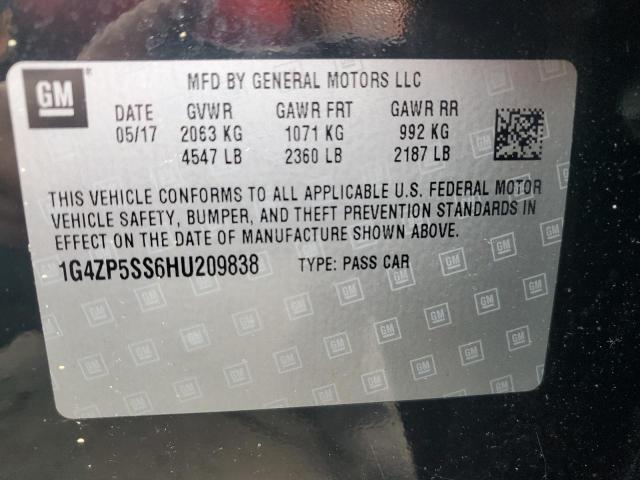 GM® MFD BY GENERAL MOTORS LLC
DATE GVWR GAWR FRT GAWR RR
05/17 2063 KG 1071 KG 992 KG
4547 LB 2360 LB 2187 LB
THIS VEHICLE CONFORMS TO ALL APPLICABLE U.S. FEDERAL MOTOR
VEHICLE SAFETY, BUMPER, AND THEFT PREVENTION STANDARDS IN
EFFECT ON THE DATE OF MANUFACTURE SHOWN ABOVE.
1G4ZP5SS6HU209838 TYPE: PASS CAR